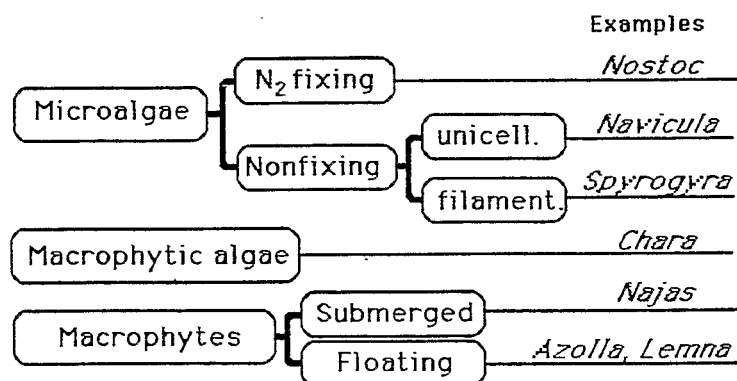 Examples
N₂ fixing Nostoc
Microalgae
unicell. Navicula
Nonfixing
filament. Spyrogyra
Macrophytic algae Chara
Submerged Najas
Macrophytes
Floating Azolla, Lemna